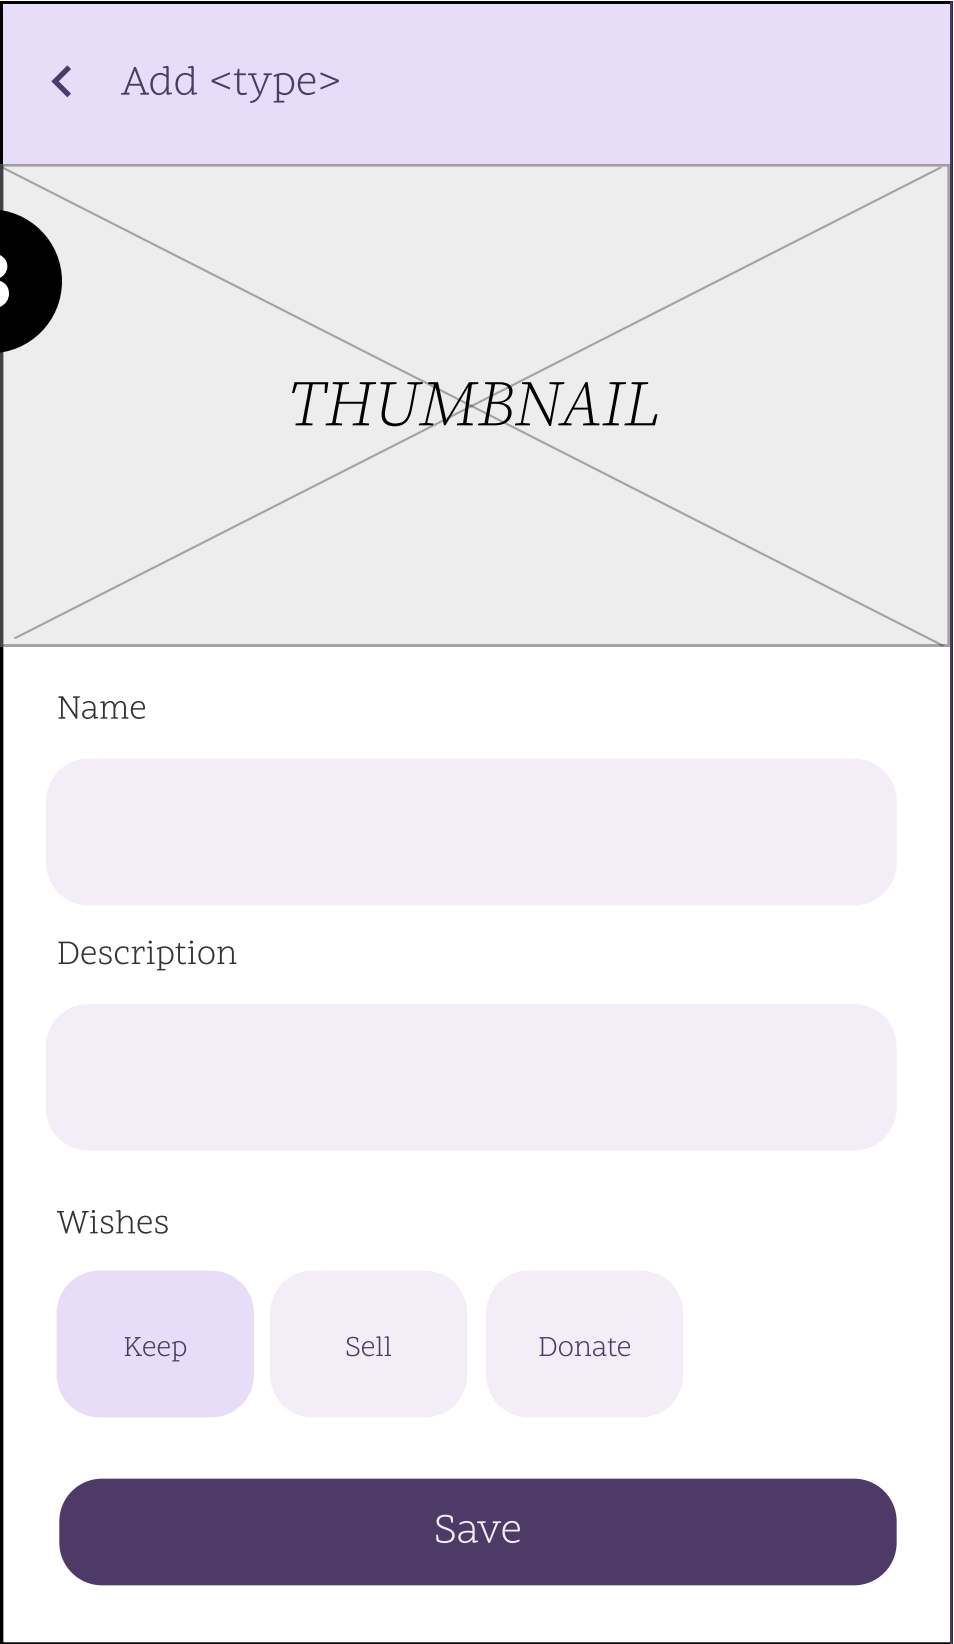 Add <type>
THUMBNAIL
Name
Description
Wishes
Keep
Sell
Donate
Save